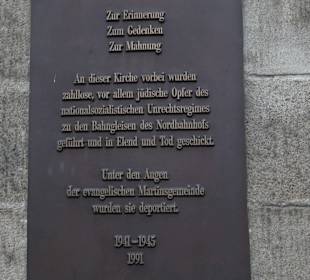 Zur Erinnerung
Zum Gedenken
Zur Mahnung
An dieser Kirche vorbei wurden
zahllose, vor allem jüdische Opfer des
nationalsozialistischen Unrechtsregimes
zu den Bahngleisen des Nordbahnhofs
geführt und in Elend und Tod geschickt.
Unter den Augen
der evangelischen Martinsgemeinde
wurden sie deportiert.
1941–1945
1991